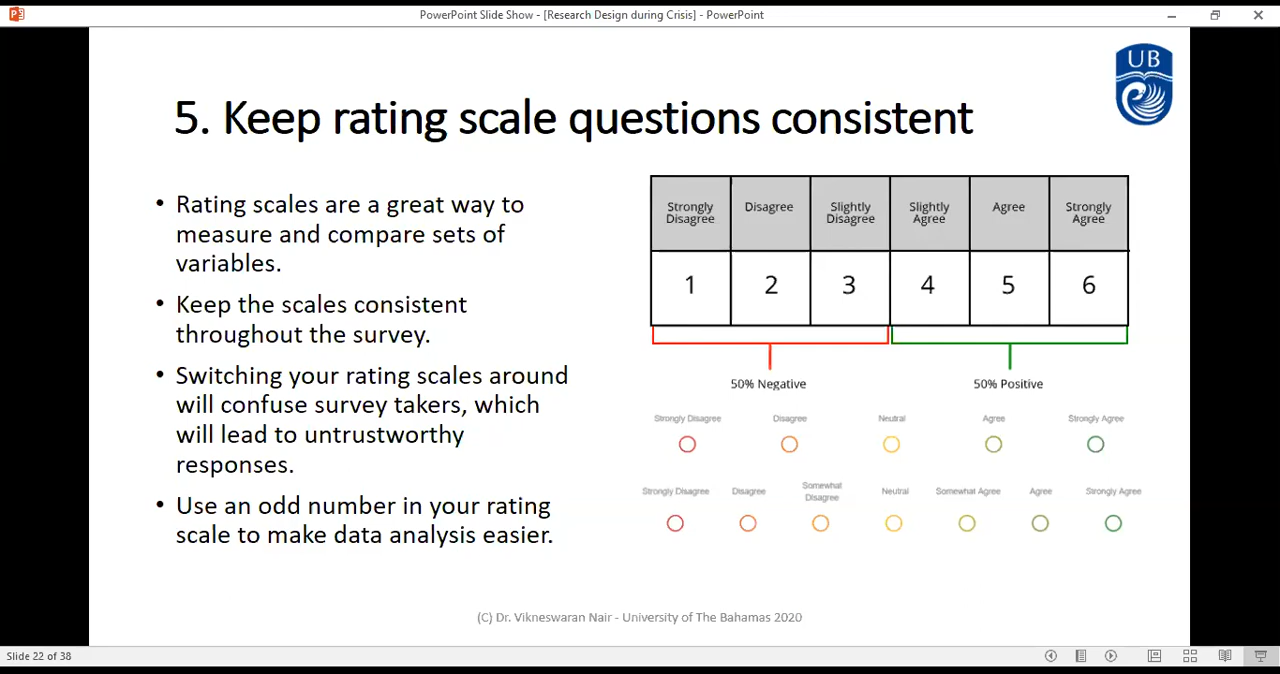 PowerPoint Slide Show - [Research Design during Crisis] - PowerPoint
UB
5. Keep rating scale questions consistent
• Rating scales are a great way to
measure and compare sets of
variables.
• Keep the scales consistent
throughout the survey.
• Switching your rating scales around
will confuse survey takers, which
will lead to untrustworthy
responses.
• Use an odd number in your rating
scale to make data analysis easier.
Strongly Disagree Disagree Slightly Disagree Slightly Agree Agree Strongly Agree
1 2 3 4 5 6
50% Negative 50% Positive
Strongly Disagree Disagree Neutral Agree Strongly Agree
Strongly Disagree Disagree Somewhat Disagree Neutral Somewhat Agree Agree Strongly Agree
(C) Dr. Vikneswaran Nair - University of The Bahamas 2020
Slide 22 of 38